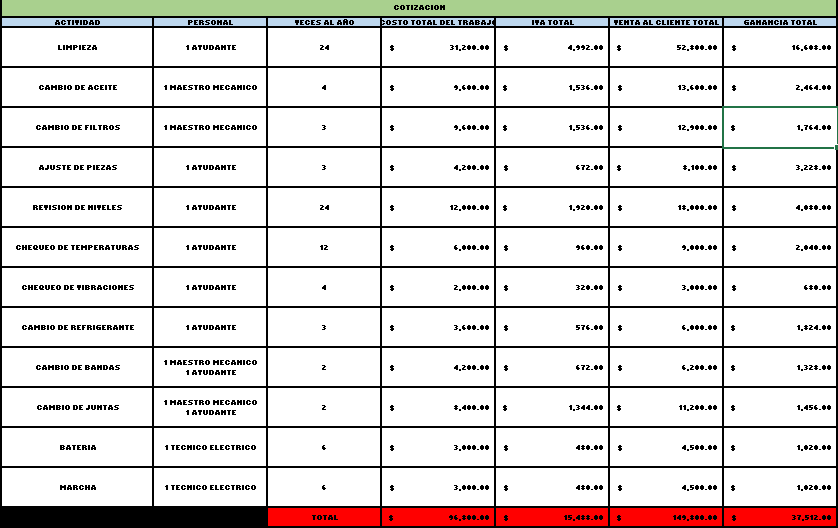 COTIZACION
ACTIVIDAD PERSONAL VECES AL AÑO COSTO TOTAL DEL TRABAJO IVA TOTAL VENTA AL CLIENTE TOTAL GANANCIA TOTAL
LIMPIEZA 1 AYUDANTE 24 $ 31,200.00 $ 4,992.00 $ 52,800.00 $ 16,608.00
CAMBIO DE ACEITE 1 MAESTRO MECANICO 4 $ 9,600.00 $ 1,536.00 $ 13,600.00 $ 2,464.00
CAMBIO DE FILTROS 1 MAESTRO MECANICO 3 $ 9,600.00 $ 1,536.00 $ 12,900.00 $ 1,764.00
AJUSTE DE PIEZAS 1 AYUDANTE 3 $ 4,200.00 $ 672.00 $ 8,100.00 $ 3,228.00
REVISION DE NIVELES 1 AYUDANTE 24 $ 12,000.00 $ 1,920.00 $ 18,000.00 $ 4,080.00
CHEQUEO DE TEMPERATURAS 1 AYUDANTE 12 $ 6,000.00 $ 960.00 $ 9,000.00 $ 2,040.00
CHEQUEO DE VIBRACIONES 1 AYUDANTE 4 $ 2,000.00 $ 320.00 $ 3,000.00 $ 680.00
CAMBIO DE REFRIGERANTE 1 AYUDANTE 3 $ 3,600.00 $ 576.00 $ 6,000.00 $ 1,824.00
CAMBIO DE BANDAS 1 MAESTRO MECANICO
1 AYUDANTE 2 $ 4,200.00 $ 672.00 $ 6,200.00 $ 1,328.00
CAMBIO DE JUNTAS 1 MAESTRO MECANICO
1 AYUDANTE 2 $ 8,400.00 $ 1,344.00 $ 11,200.00 $ 1,456.00
BATERIA 1 TECNICO ELECTRICO 6 $ 3,000.00 $ 480.00 $ 4,500.00 $ 1,020.00
MARCHA 1 TECNICO ELECTRICO 6 $ 3,000.00 $ 480.00 $ 4,500.00 $ 1,020.00
TOTAL $ 96,800.00 $ 15,488.00 $ 149,800.00 $ 37,512.00